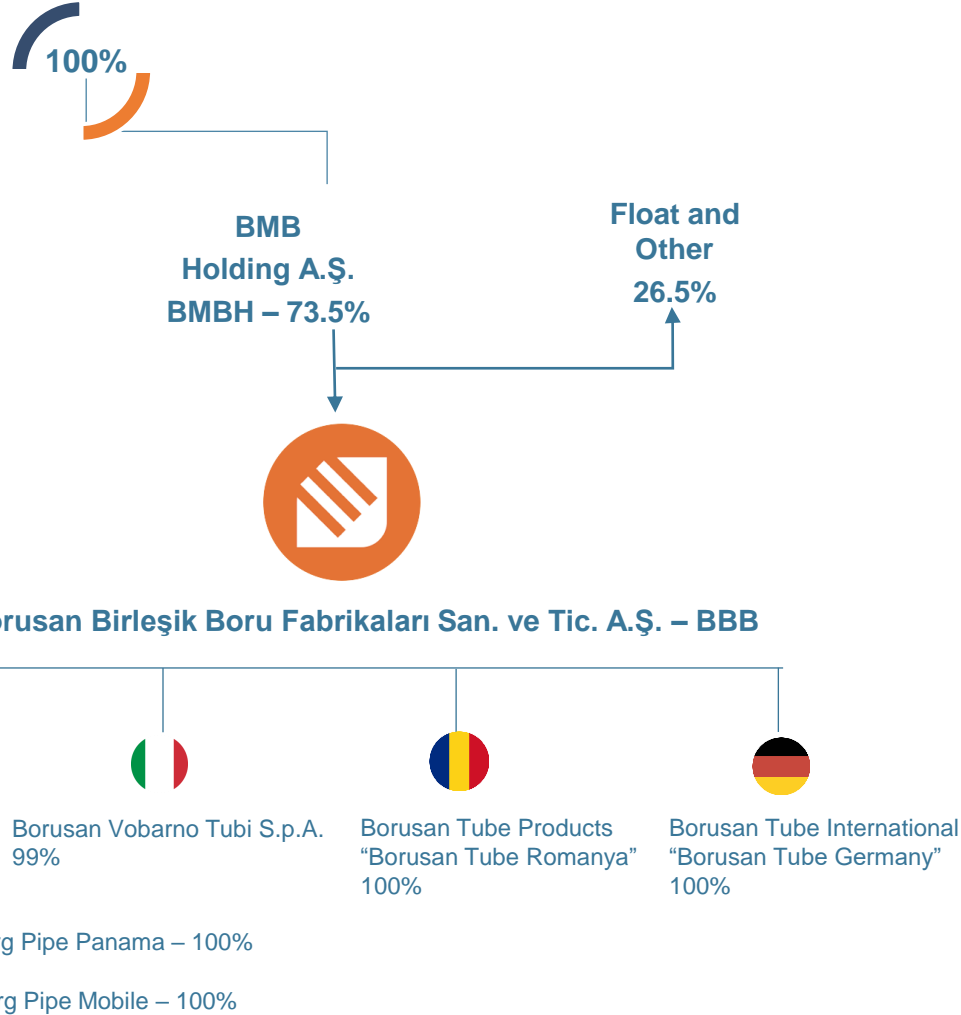 100%
BMB
Holding A.Ş.
BMBH – 73.5%
Float and
Other
26.5%
Birleşik Boru Fabrikaları San. ve Tic. A.Ş. – BBB
Borusan Vobarno Tubi S.p.A.
99%
Borusan Tube Products
“Borusan Tube Romanya”
100%
Borusan Tube International
“Borusan Tube Germany”
100%
Pipe Panama – 100%
Pipe Mobile – 100%